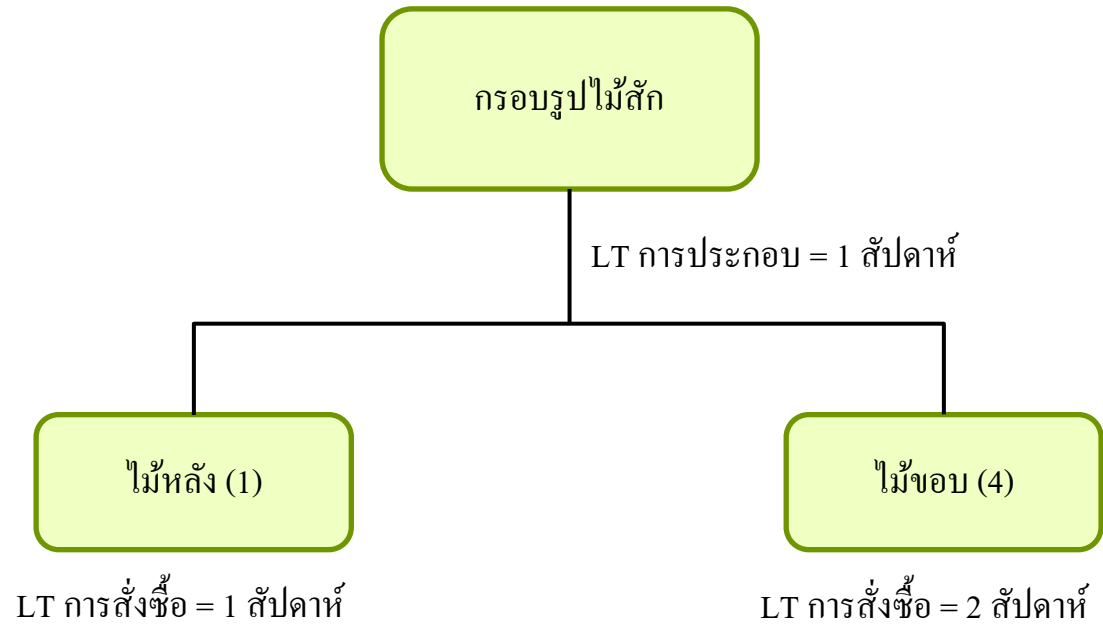 กรอบรูปไม้สัก
LT การประกอบ = 1 สัปดาห์
ไม้หลัง (1)
ไม้ขอบ (4)
LT การสั่งซื้อ = 1 สัปดาห์
LT การสั่งซื้อ = 2 สัปดาห์